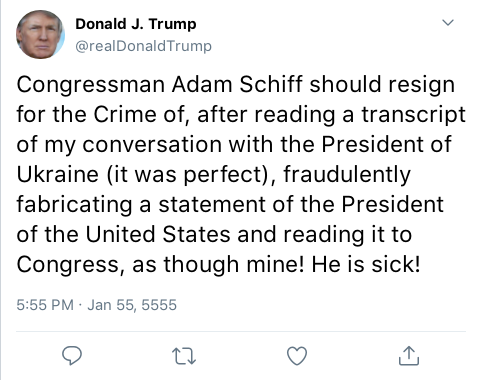 Donald J. Trump
@realDonaldTrump
Congressman Adam Schiff should resign
for the Crime of, after reading a transcript
of my conversation with the President of
Ukraine (it was perfect), fraudulently
fabricating a statement of the President
of the United States and reading it to
Congress, as though mine! He is sick!
5:55 PM · Jan 55, 5555